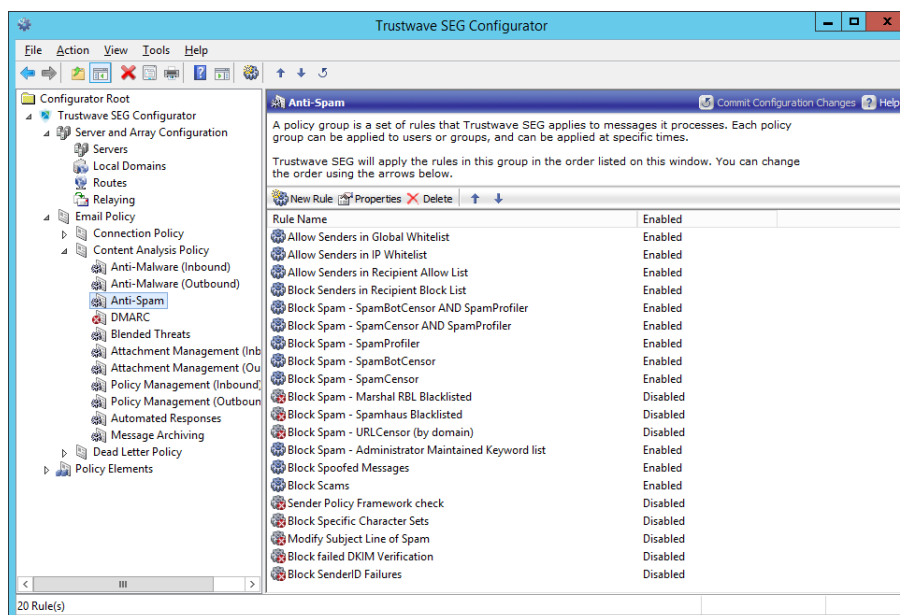 Trustwave SEG Configurator
File Action View Tools Help
Configurator Root
Trustwave SEG Configurator
Server and Array Configuration
Servers
Local Domains
Routes
Relaying
Email Policy
Connection Policy
Content Analysis Policy
Anti-Malware (Inbound)
Anti-Malware (Outbound)
Anti-Spam
DMARC
Blended Threats
Attachment Management (Inb
Attachment Management (Ou
Policy Management (Inbound)
Policy Management (Outboun
Automated Responses
Message Archiving
Dead Letter Policy
Policy Elements
Anti-Spam Commit Configuration Changes Help
A policy group is a set of rules that Trustwave SEG applies to messages it processes. Each policy
group can be applied to users or groups, and can be applied at specific times.
Trustwave SEG will apply the rules in this group in the order listed on this window. You can change
the order using the arrows below.
New Rule Properties Delete
Rule Name Enabled
Allow Senders in Global Whitelist Enabled
Allow Senders in IP Whitelist Enabled
Allow Senders in Recipient Allow List Enabled
Block Senders in Recipient Block List Enabled
Block Spam - SpamBotCensor AND SpamProfiler Enabled
Block Spam - SpamCensor AND SpamProfiler Enabled
Block Spam - SpamProfiler Enabled
Block Spam - SpamBotCensor Enabled
Block Spam - SpamCensor Enabled
Block Spam - Marshal RBL Blacklisted Disabled
Block Spam - Spamhaus Blacklisted Disabled
Block Spam - URLCensor (by domain) Disabled
Block Spam - Administrator Maintained Keyword list Enabled
Block Spoofed Messages Enabled
Block Scams Enabled
Sender Policy Framework check Disabled
Block Specific Character Sets Disabled
Modify Subject Line of Spam Disabled
Block failed DKIM Verification Disabled
Block SenderID Failures Disabled
20 Rule(s)